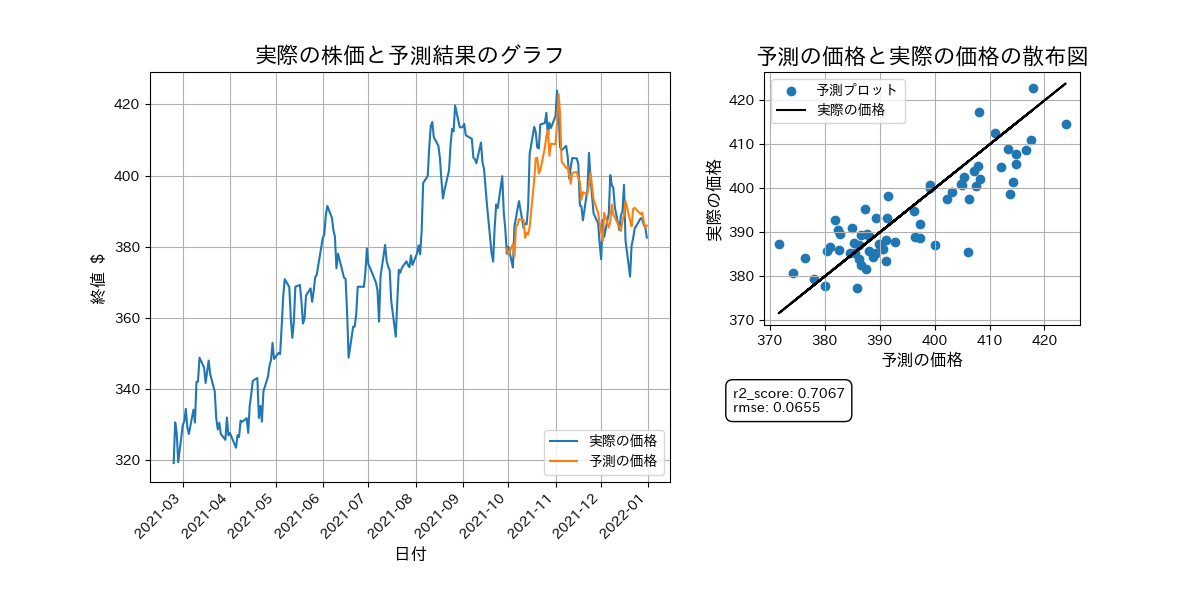 実際の株価と予測結果のグラフ
420
400
380
360
340
320
終値 $
2021-03
2021-04
2021-05
2021-06
2021-07
2021-08
2021-09
2021-10
2021-11
2021-12
2022-01
日付
実際の価格
予測の価格
予測の価格と実際の価格の散布図
予測プロット
実際の価格
420
410
400
390
380
370
実際の価格
370
380
390
400
410
420
予測の価格
r2_score: 0.7067
rmse: 0.0655